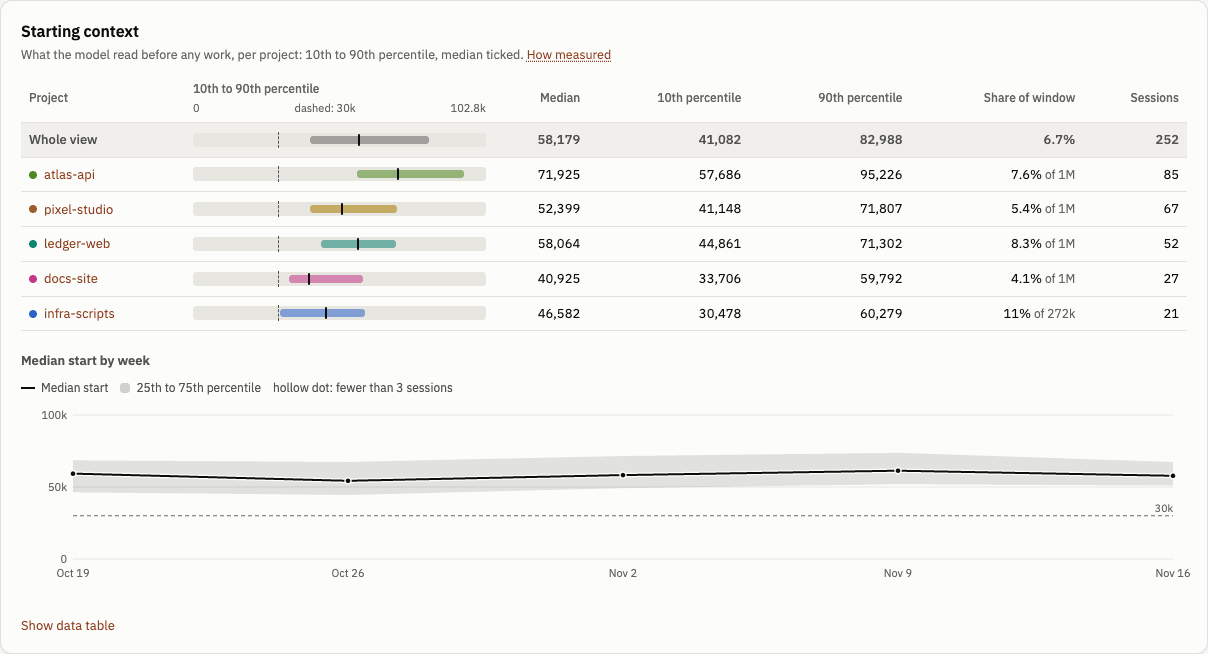 Starting context
What the model read before any work, per project: 10th to 90th percentile, median ticked. How measured
Project 10th to 90th percentile Median 10th percentile 90th percentile Share of window Sessions
0 dashed: 30k 102.8k
Whole view 58,179 41,082 82,988 6.7% 252
atlas-api 71,925 57,686 95,226 7.6% of 1M 85
pixel-studio 52,399 41,148 71,807 5.4% of 1M 67
ledger-web 58,064 44,861 71,302 8.3% of 1M 52
docs-site 40,925 33,706 59,792 4.1% of 1M 27
infra-scripts 46,582 30,478 60,279 11% of 272k 21
Median start by week
Median start 25th to 75th percentile hollow dot: fewer than 3 sessions
100k
50k
30k
0
Oct 19 Oct 26 Nov 2 Nov 9 Nov 16
Show data table